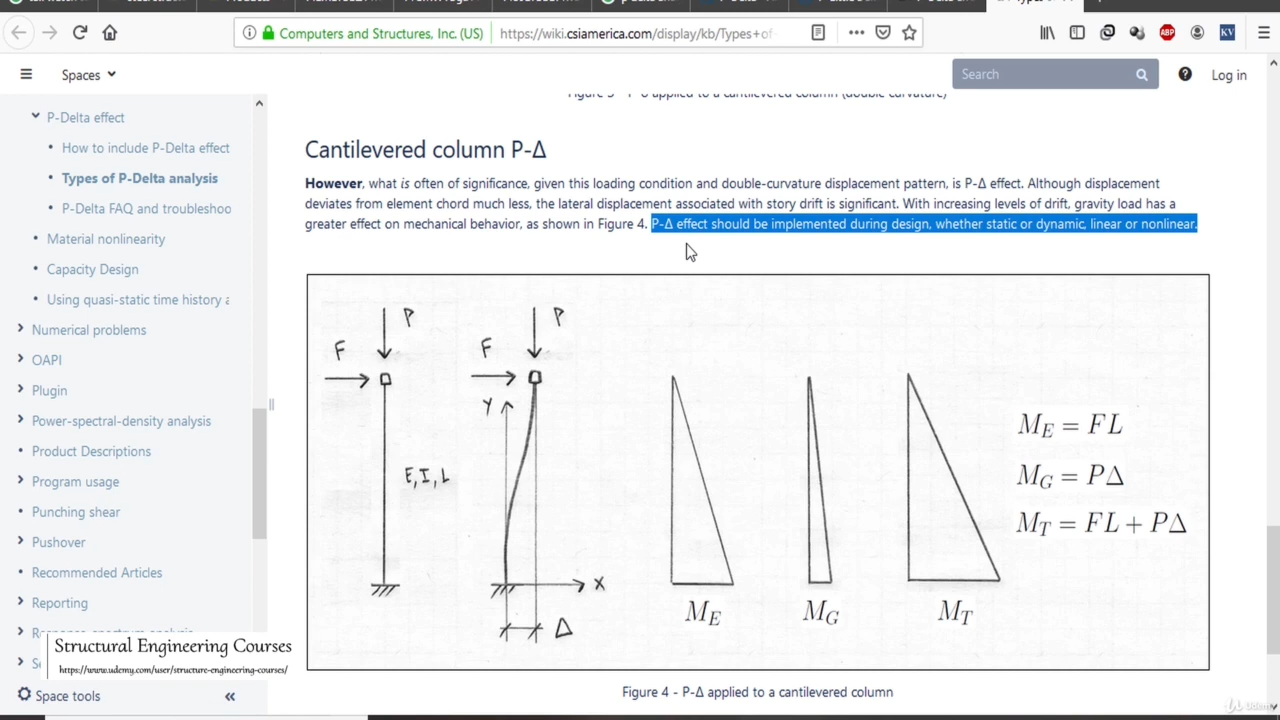 Computers and Structures, Inc. (US)
https://wiki.csiamerica.com/display/kb/Types+of
ABP
KV
Spaces
Search
Log in
P-Delta effect
How to include P-Delta effect
Types of P-Delta analysis
P-Delta FAQ and troubleshoo
Material nonlinearity
Capacity Design
Using quasi-static time history a
Numerical problems
OAPI
Plugin
Power-spectral-density analysis
Product Descriptions
Program usage
Punching shear
Pushover
Recommended Articles
Reporting
Structural Engineering Courses
https://www.udemy.com/user/structure-engineering-courses/
Space tools
Cantilevered column P-Δ
However, what is often of significance, given this loading condition and double-curvature displacement pattern, is P-Δ effect. Although displacement
deviates from element chord much less, the lateral displacement associated with story drift is significant. With increasing levels of drift, gravity load has a
greater effect on mechanical behavior, as shown in Figure 4. P-Δ effect should be implemented during design, whether static or dynamic, linear or nonlinear.
P
P
F
F
Y
E, I, L
X
Δ
M_E
M_G
M_T
M_E = FL
M_G = PΔ
M_T = FL + PΔ
Figure 4 - P-Δ applied to a cantilevered column
Udemy